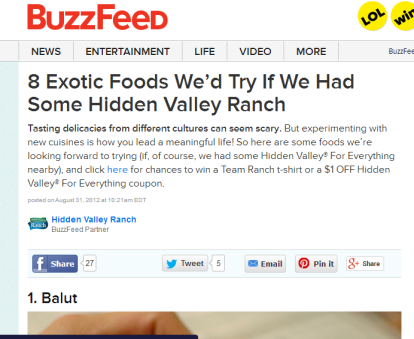 BuzzFeed
LOL
win
NEWS ENTERTAINMENT LIFE VIDEO MORE BuzzFee
8 Exotic Foods We'd Try If We Had
Some Hidden Valley Ranch
Tasting delicacies from different cultures can seem scary. But experimenting with
new cuisines is how you lead a meaningful life! So here are some foods we're
looking forward to trying (if, of course, we had some Hidden Valley® For Everything
nearby), and click here for chances to win a Team Ranch t-shirt or a $1 OFF Hidden
Valley® For Everything coupon.
posted on August 31, 2012 at 10:21am EDT
Hidden Valley Ranch
BuzzFeed Partner
Share 27 Tweet 5 Email Pin it Share
1. Balut